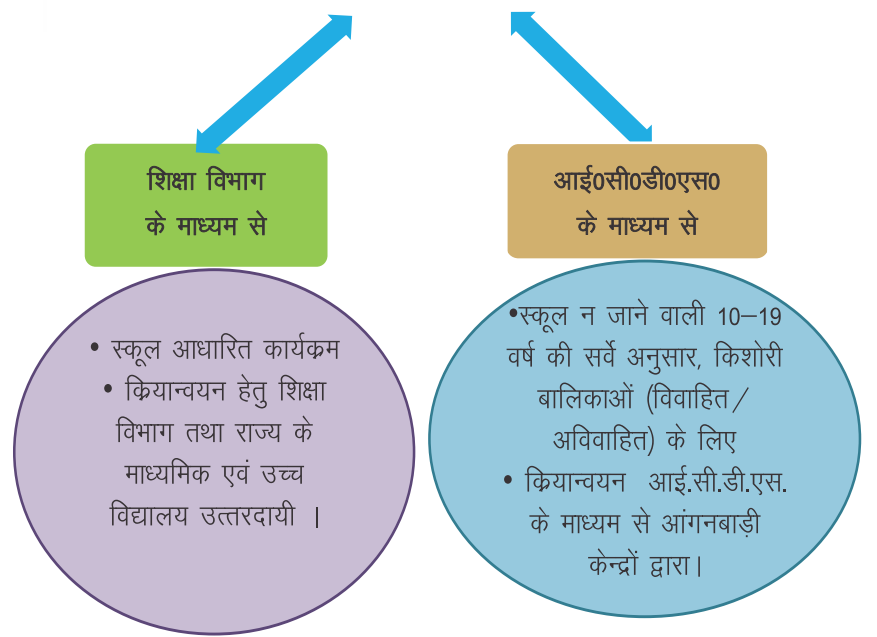 शिक्षा विभाग
के माध्यम से
• स्कूल आधारित कार्यक्रम
• क्रियान्वयन हेतु शिक्षा
विभाग तथा राज्य के
माध्यमिक एवं उच्च
विद्यालय उत्तरदायी ।
आई0सी0डी0एस0
के माध्यम से
•स्कूल न जाने वाली 10–19
वर्ष की सर्वे अनुसार, किशोरी
बालिकाओं (विवाहित /
अविवाहित) के लिए
• क्रियान्वयन आई.सी.डी.एस.
के माध्यम से आंगनबाड़ी
केन्द्रों द्वारा।